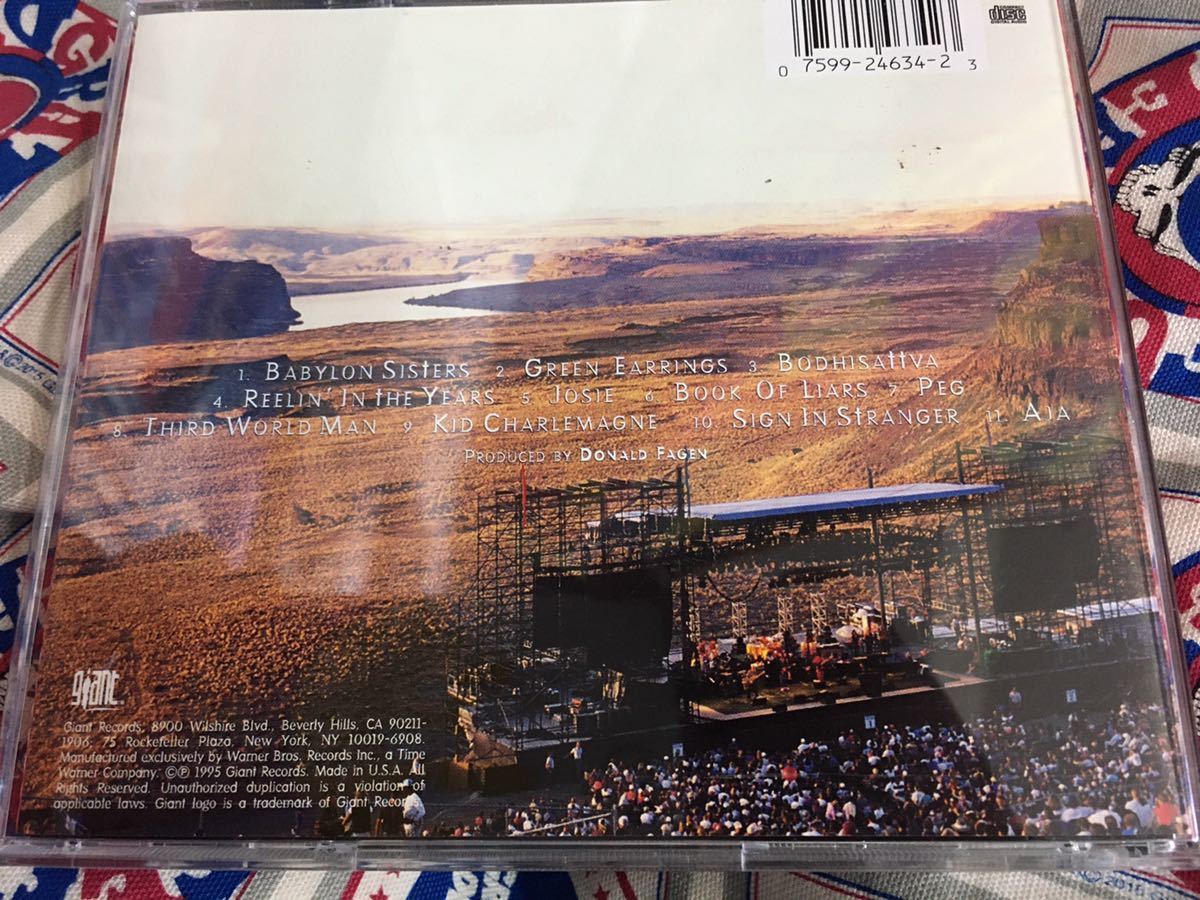 COMPACT
disc
DIGITAL AUDIO
0 7599-24634-2 3
1. BABYLON SISTERS 2 GREEN EARRINGS 3 BODHISATTVA
4. REELIN' IN THE YEARS 5 JOSIE 6 BOOK OF LIARS 7 PEG
8. THIRD WORLD MAN 9 KID CHARLEMAGNE 10. SIGN IN STRANGER 11. AJA
PRODUCED BY DONALD FAGEN
giant
Giant Records, 8900 Wilshire Blvd., Beverly Hills, CA 90211-
1906; 75 Rockefeller Plaza, New York, NY 10019-6908.
Manufactured exclusively by Warner Bros. Records Inc., a Time
Warner Company. ©℗ 1995 Giant Records. Made in U.S.A. All
Rights Reserved. Unauthorized duplication is a violation of
applicable laws. Giant logo is a trademark of Giant Records.